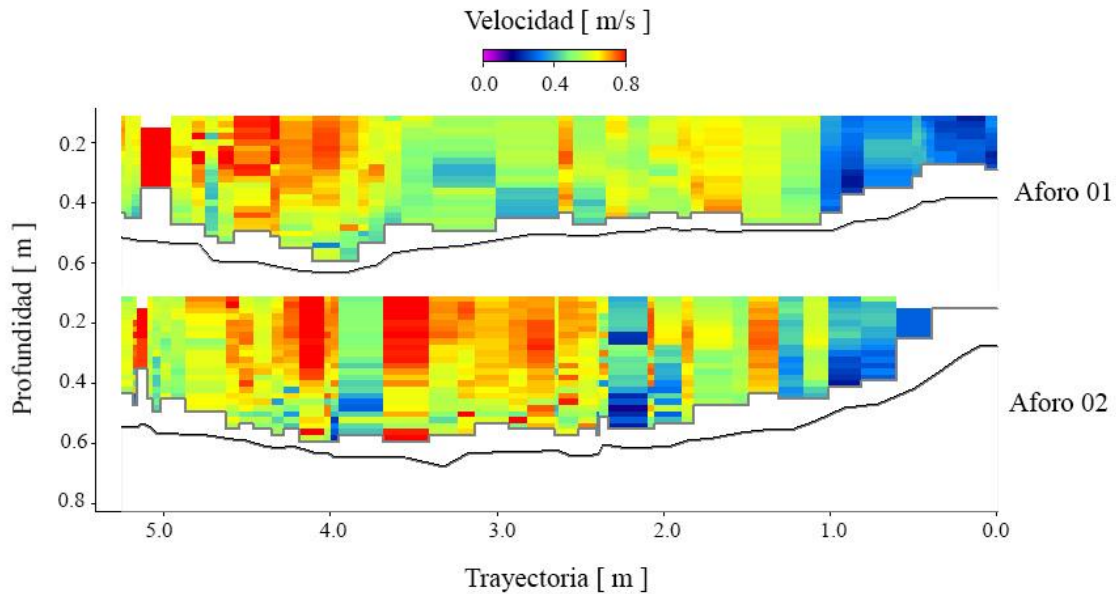 Velocidad [ m/s ]
0.0 0.4 0.8
0.2
0.4
0.6
Aforo 01
0.2
0.4
0.6
0.8
Aforo 02
Profundidad [ m ]
5.0 4.0 3.0 2.0 1.0 0.0
Trayectoria [ m ]